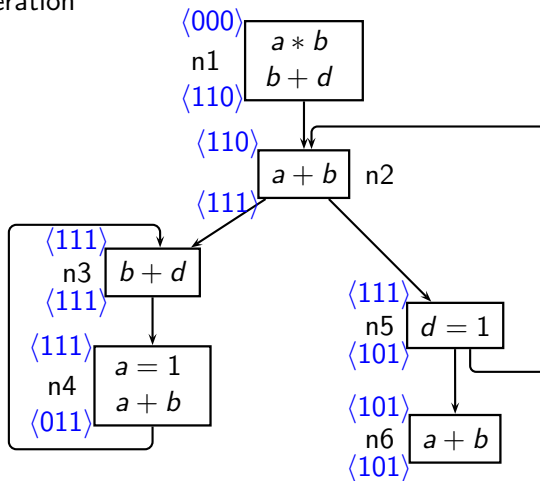 ⟨000⟩
n1
a ∗ b
b + d
⟨110⟩
⟨110⟩
a + b
n2
⟨111⟩
⟨111⟩
n3
b + d
⟨111⟩
⟨111⟩
n4
a = 1
a + b
⟨011⟩
⟨111⟩
n5
d = 1
⟨101⟩
⟨101⟩
n6
a + b
⟨101⟩